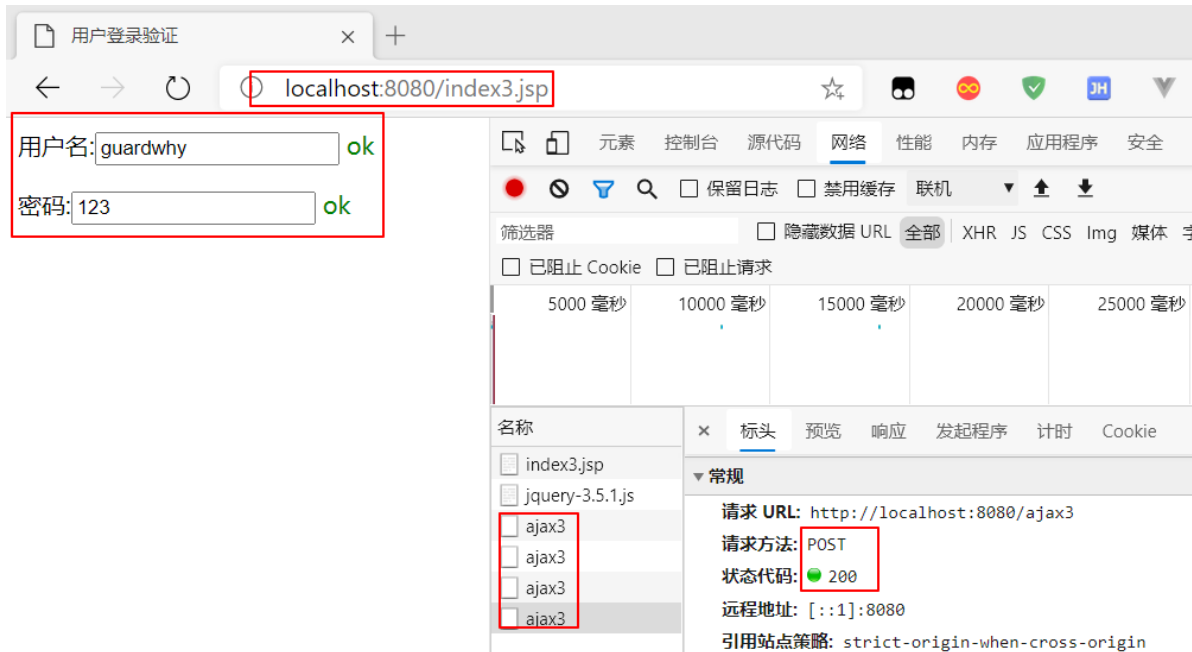 用户登录验证
localhost:8080/index3.jsp
JH
用户名:guardwhy ok
密码:123 ok
元素 控制台 源代码 网络 性能 内存 应用程序 安全
保留日志 禁用缓存 联机
筛选器 隐藏数据 URL 全部 XHR JS CSS Img 媒体
已阻止 Cookie 已阻止请求
5000 毫秒 10000 毫秒 15000 毫秒 20000 毫秒 25000 毫秒
名称
index3.jsp
jquery-3.5.1.js
ajax3
ajax3
ajax3
ajax3
标头 预览 响应 发起程序 计时 Cookie
常规
请求 URL: http://localhost:8080/ajax3
请求方法: POST
状态代码: 200
远程地址: [::1]:8080
引用站点策略: strict-origin-when-cross-origin